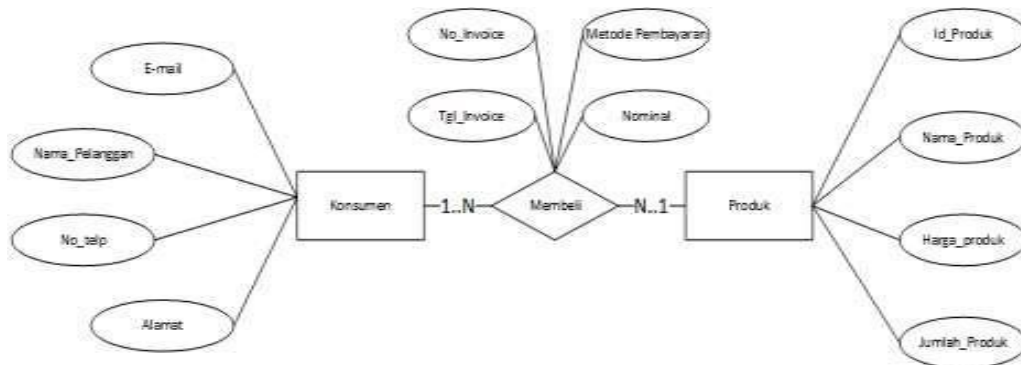 No_Invoice
Metode Pembayaran
Id_Produk
E-mail
Tgl_Invoice
Nominal
Nama_Produk
Nama_Pelanggan
Konsumen
1..N
Membeli
N..1
Produk
No_telp
Harga_produk
Alamat
Jumlah_Produk